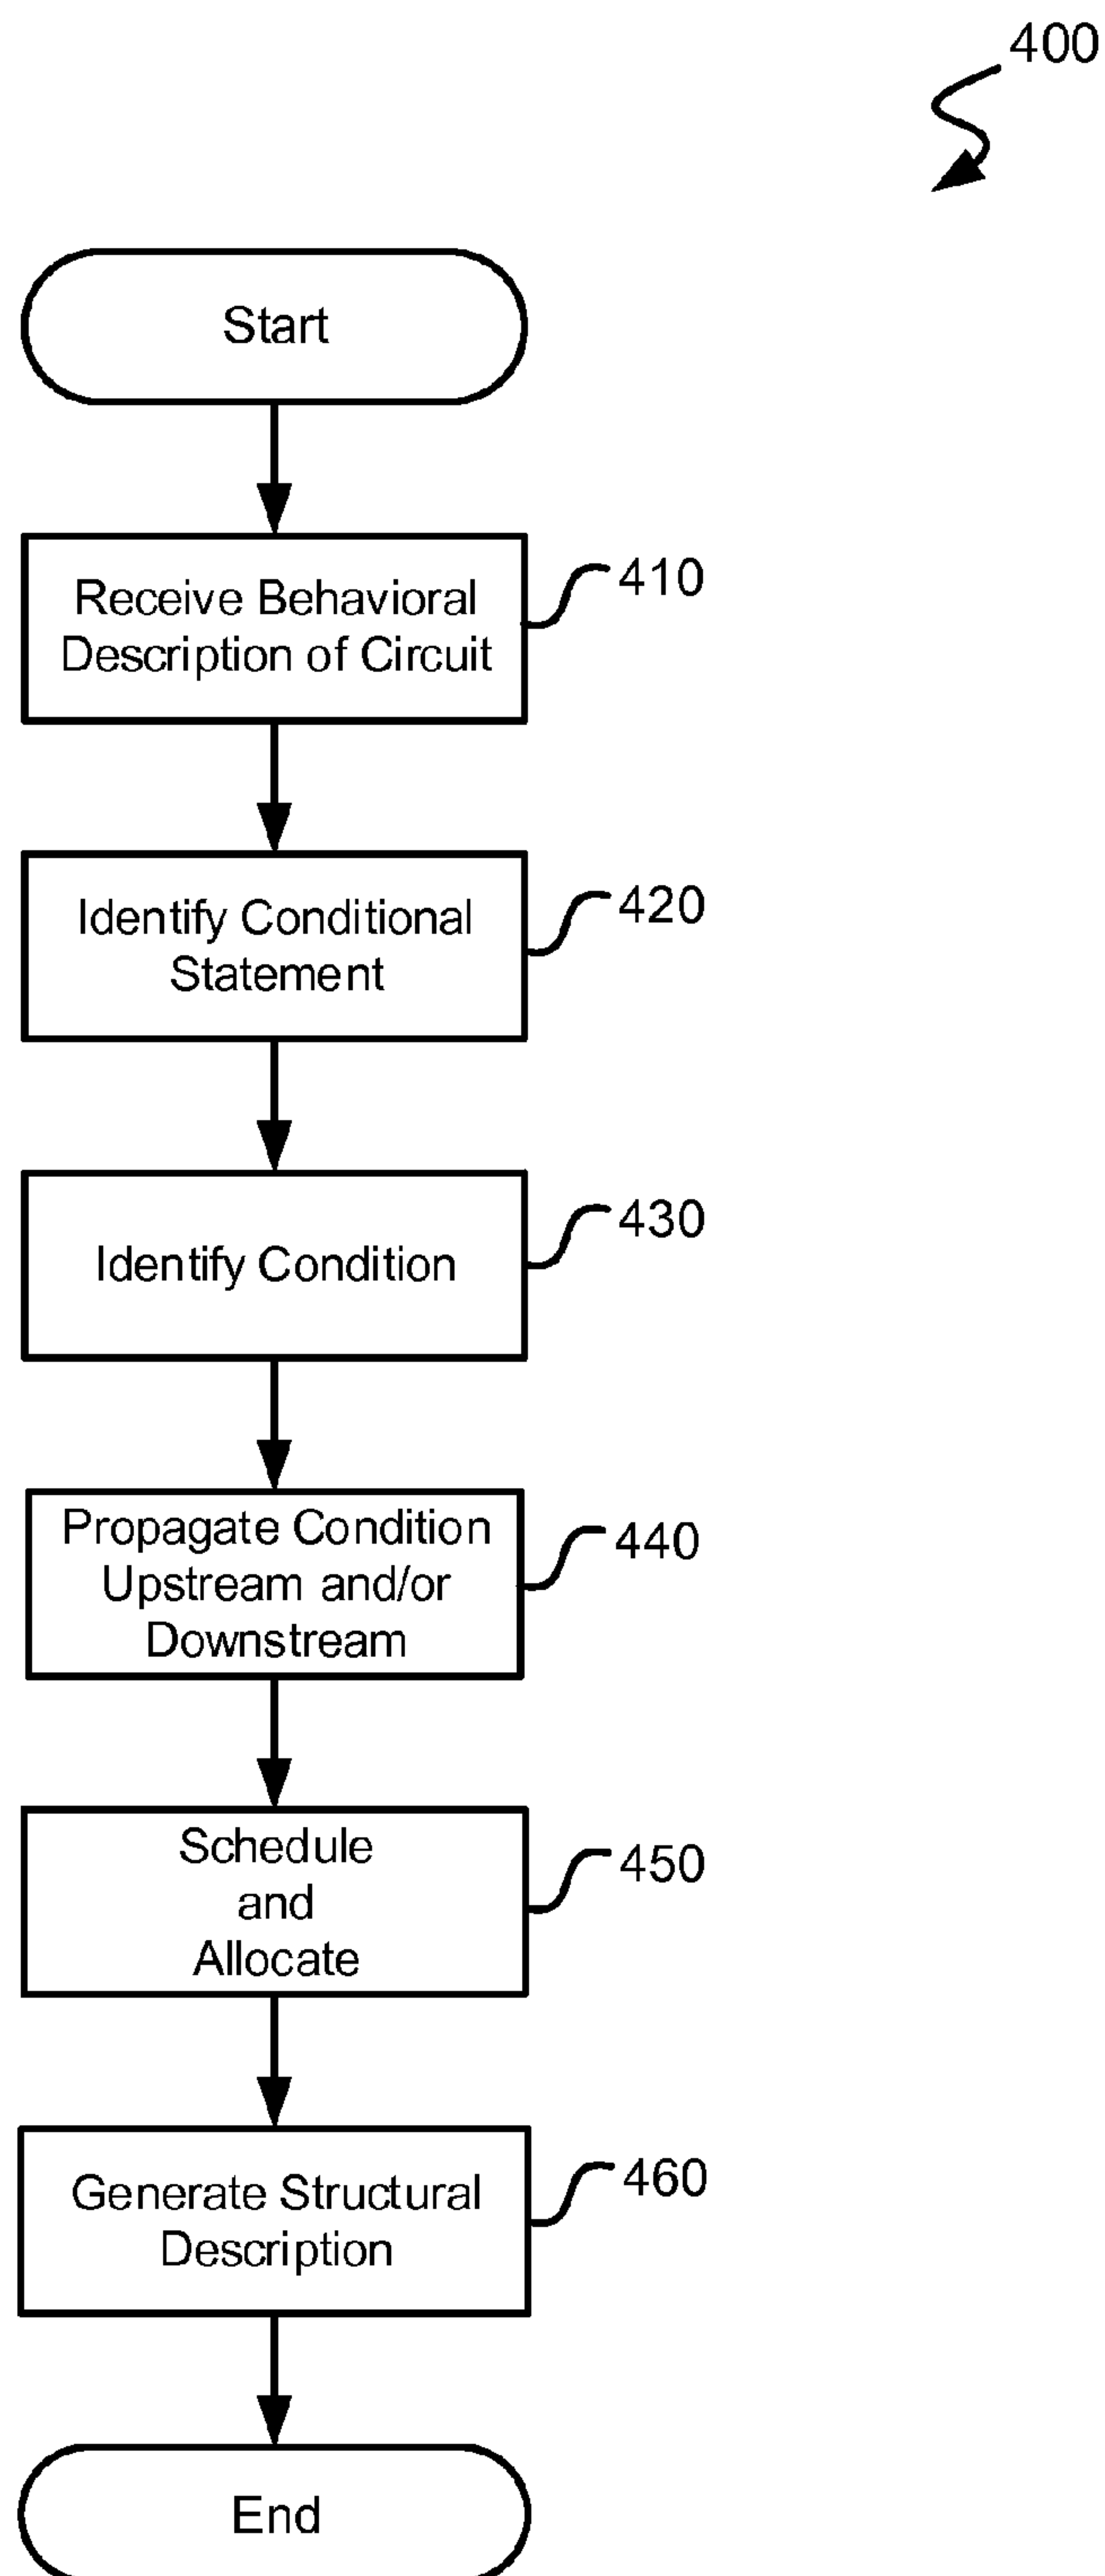 400
Start
Receive Behavioral
Description of Circuit
410
Identify Conditional
Statement
420
Identify Condition
430
Propagate Condition
Upstream and/or
Downstream
440
Schedule
and
Allocate
450
Generate Structural
Description
460
End